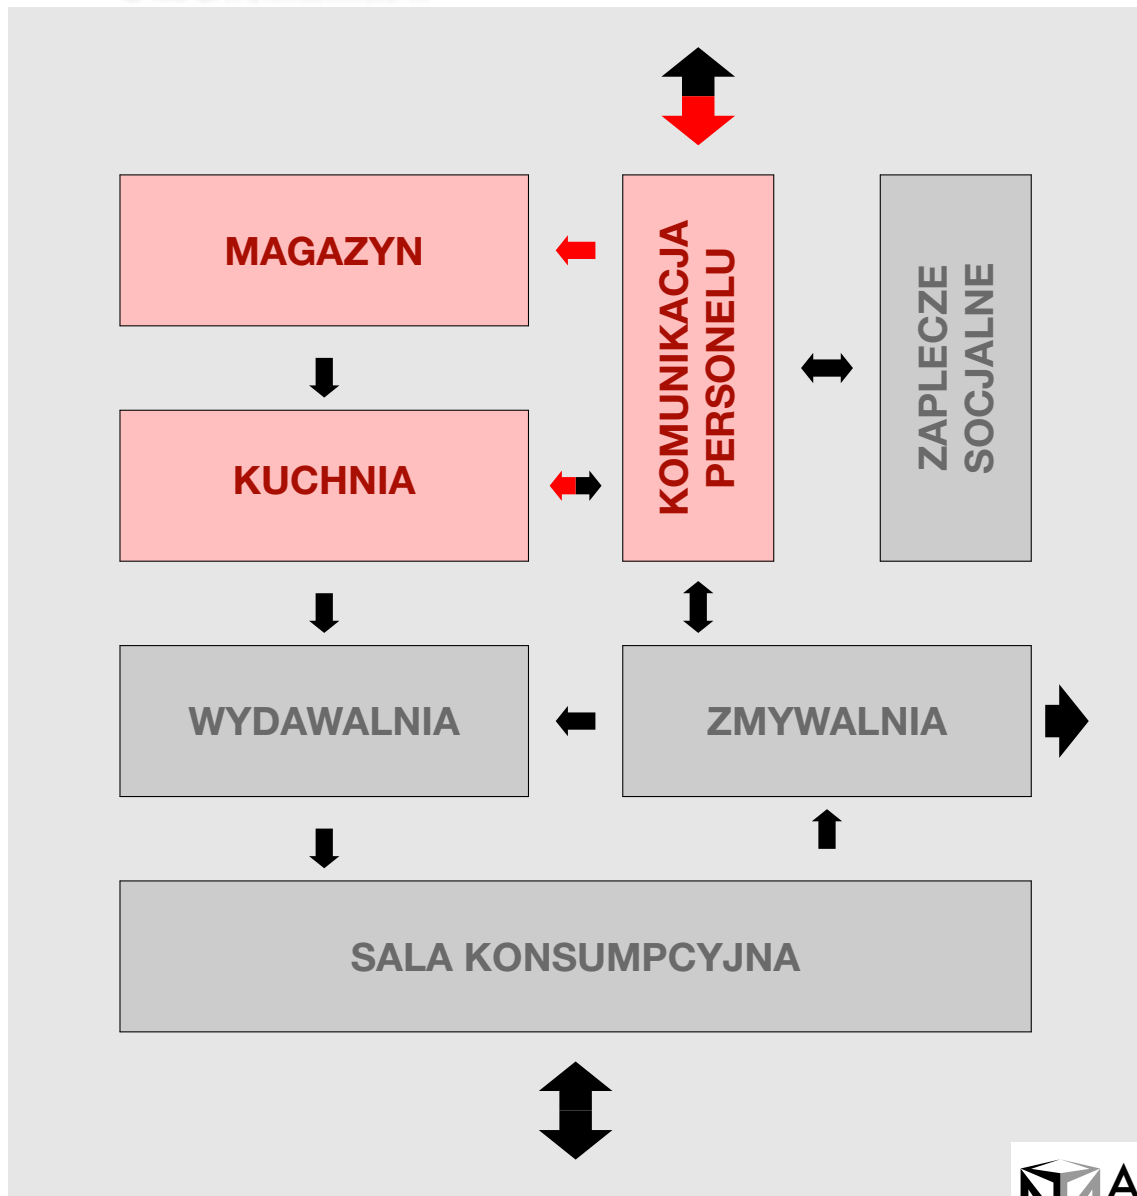 MAGAZYN
KOMUNIKACJA
PERSONELU
ZAPLECZE
SOCJALNE
KUCHNIA
WYDAWALNIA
ZMYWALNIA
SALA KONSUMPCYJNA